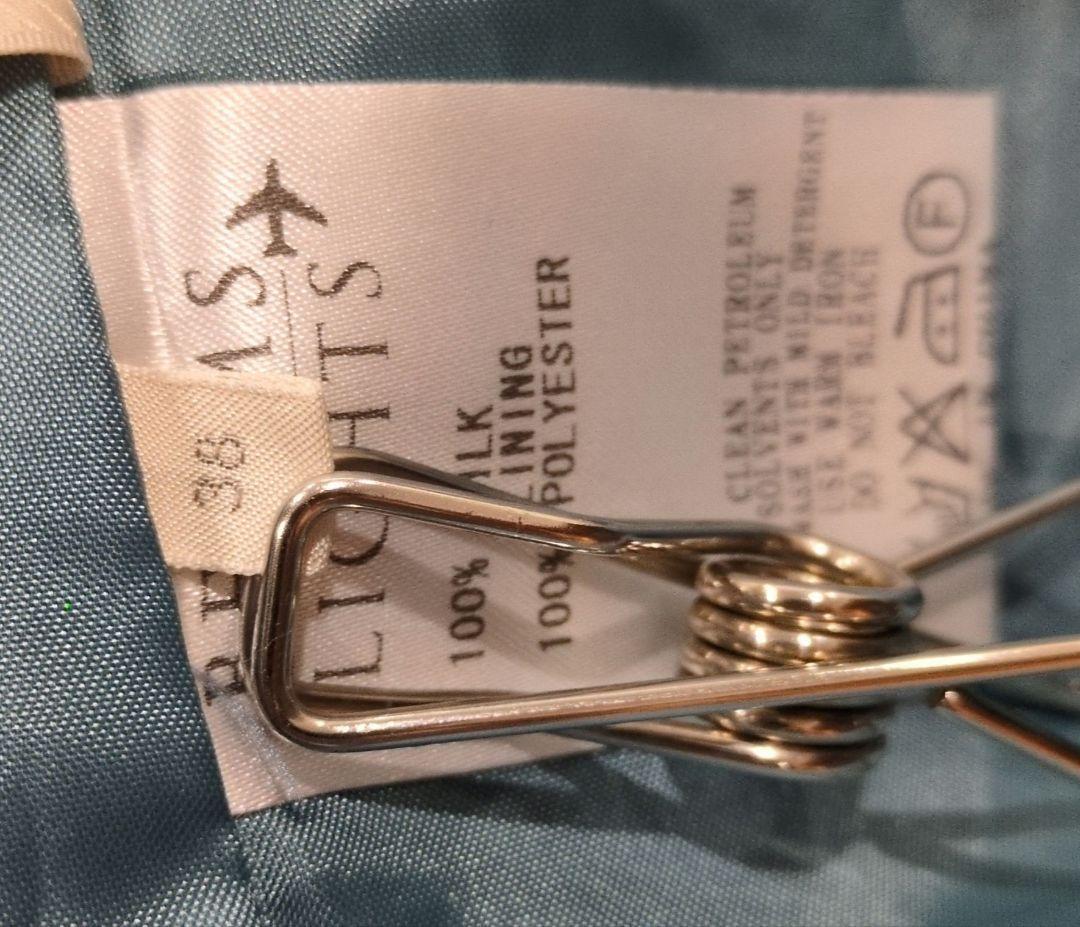 38
LIGHTS
100% SILK
LINING
100% POLYESTER
CLEAN PETROLEUM
SOLVENTS ONLY
WITH MILD DETERGENT
USE WARM IRON
DO NOT BLEACH
F